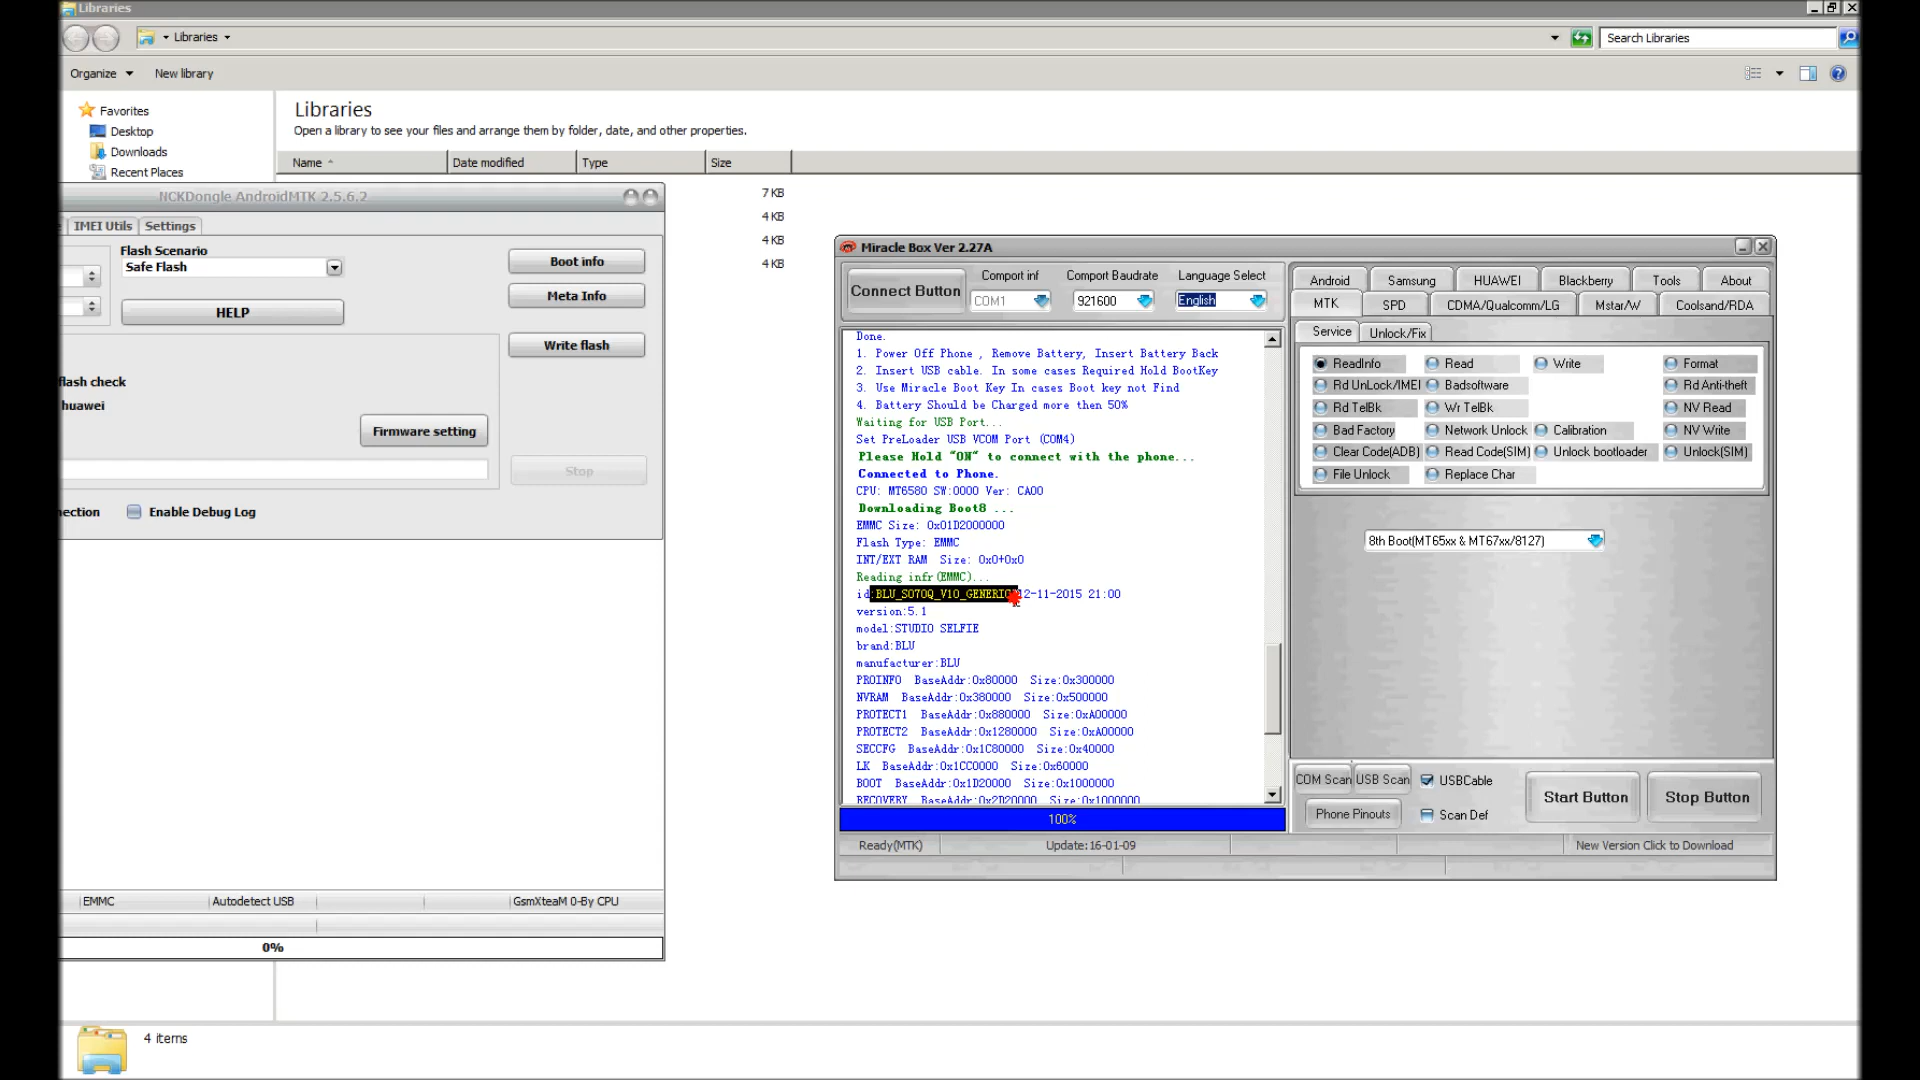 Libraries
Libraries
Search Libraries
Organize
New library
Favorites
Desktop
Downloads
Recent Places
Libraries
Open a library to see your files and arrange them by folder, date, and other properties.
Name
Date modified
Type
Size
7 KB
4 KB
4 KB
4 KB
NCKDongle AndroidMTK 2.5.6.2
IMEI Utils
Settings
Flash Scenario
Safe Flash
HELP
Boot info
Meta Info
Write flash
flash check
huawei
Firmware setting
Stop
Enable Debug Log
EMMC
Autodetect USB
GsmXteaM 0-By CPU
0%
4 items
Miracle Box Ver 2.27A
Connect Button
Comport inf
COM1
Comport Baudrate
921600
Language Select
English
Done.
1. Power Off Phone , Remove Battery, Insert Battery Back
2. Insert USB cable. In some cases Required Hold BootKey
3. Use Miracle Boot Key In cases Boot key not Find
4. Battery Should be Charged more then 50%
Waiting for USB Port...
Set PreLoader USB VCOM Port (COM4)
Please Hold "ON" to connect with the phone...
Connected to Phone.
CPU: MT6580 SW:0000 Ver: CA00
Downloading Boot8 ...
EMMC Size: 0x01D2000000
Flash Type: EMMC
INT/EXT RAM Size: 0x0+0x0
Reading infr(EMMC)...
id:BLU_S070Q_V10_GENERIC 12-11-2015 21:00
version:5.1
model:STUDIO SELFIE
brand:BLU
manufacturer:BLU
PROINFO BaseAddr:0x80000 Size:0x300000
NVRAM BaseAddr:0x380000 Size:0x500000
PROTECT1 BaseAddr:0x880000 Size:0xA00000
PROTECT2 BaseAddr:0x1280000 Size:0xA00000
SECCFG BaseAddr:0x1C80000 Size:0x40000
LK BaseAddr:0x1CC0000 Size:0x60000
BOOT BaseAddr:0x1D20000 Size:0x1000000
RECOVERY BaseAddr:0x2D20000 Size:0x1000000
100%
Ready(MTK)
Update:16-01-09
New Version Click to Download
Android
Samsung
HUAWEI
Blackberry
Tools
About
MTK
SPD
CDMA/Qualcomm/LG
Mstar/W
Coolsand/RDA
Service
Unlock/Fix
ReadInfo
Read
Write
Format
Rd UnLock/IMEI
Badsoftware
Rd Anti-theft
Rd TelBk
Wr TelBk
NV Read
Bad Factory
Network Unlock
Calibration
NV Write
Clear Code(ADB)
Read Code(SIM)
Unlock bootloader
Unlock(SIM)
File Unlock
Replace Char
8th Boot(MT65xx & MT67xx/8127)
COM Scan
USB Scan
USBCable
Phone Pinouts
Scan Def
Start Button
Stop Button